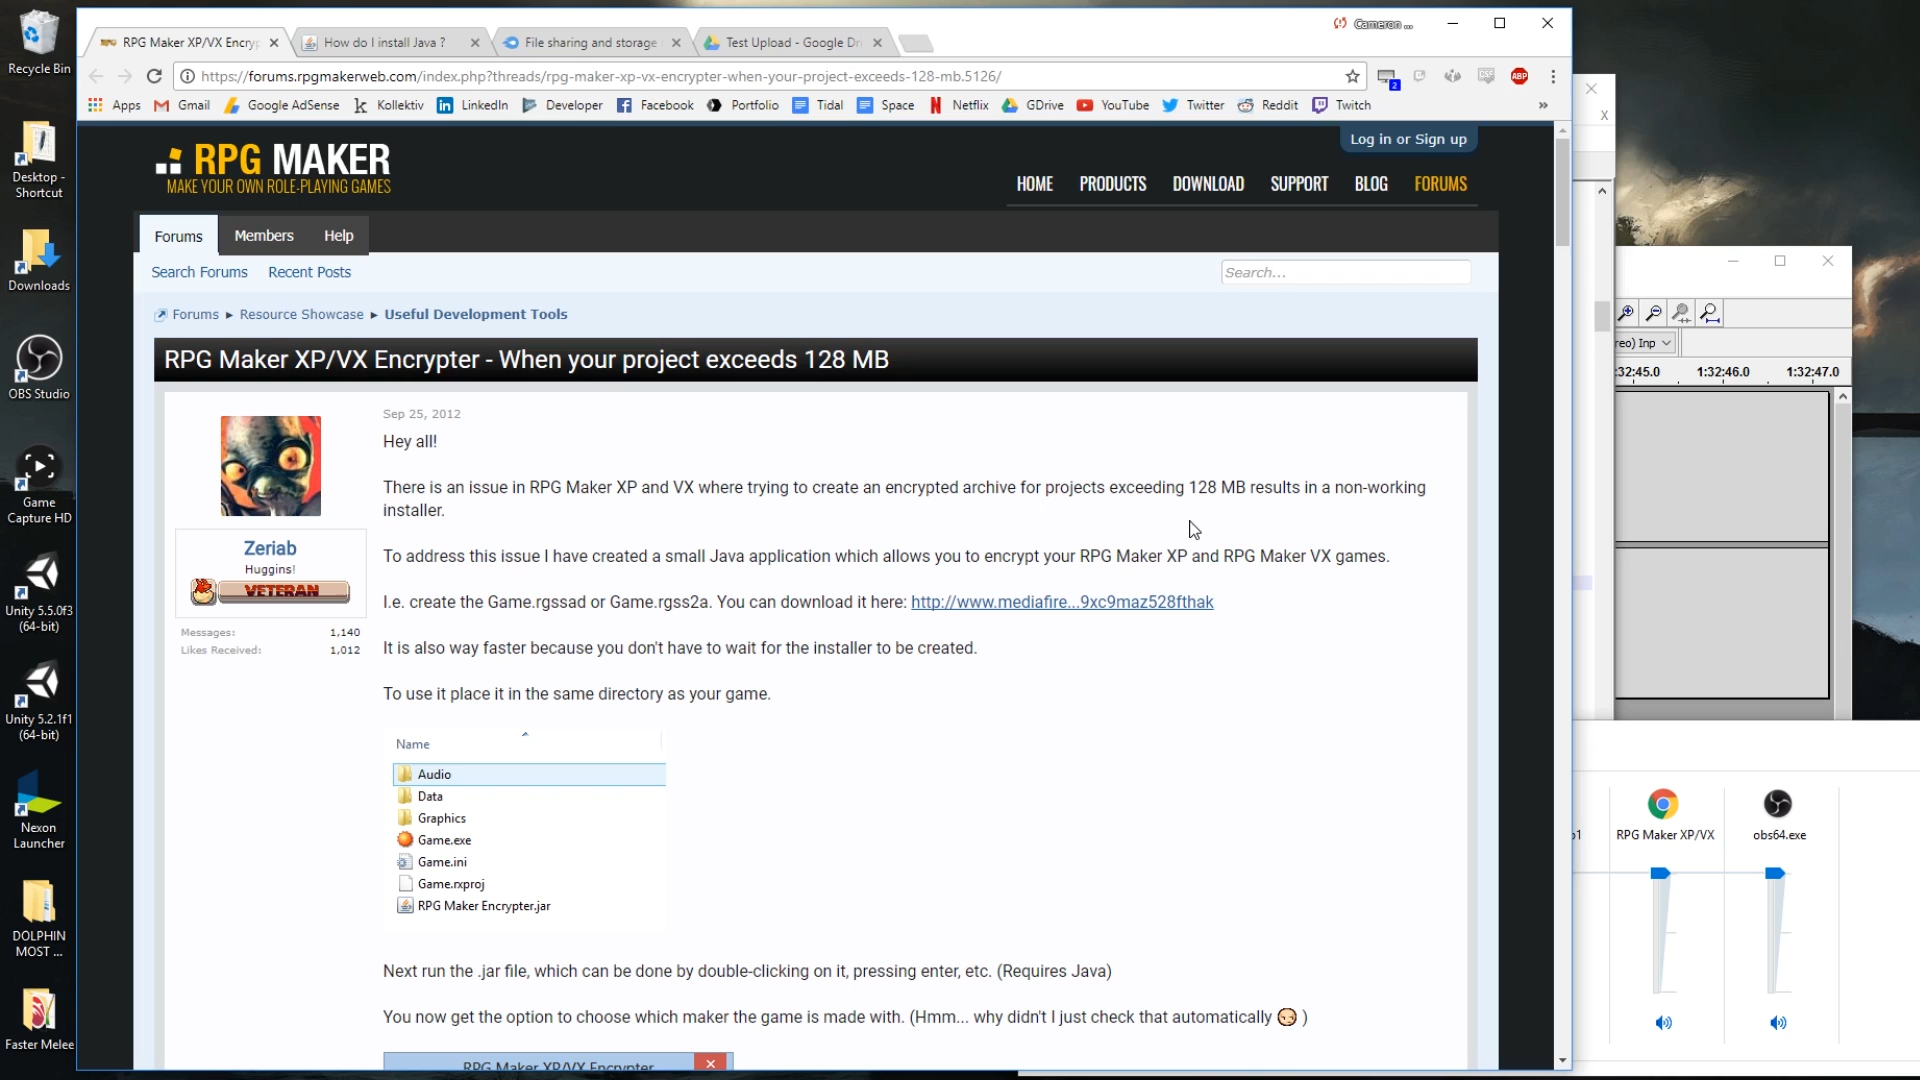 Recycle Bin
Desktop -
Shortcut
Downloads
OBS Studio
Game
Capture HD
Unity 5.5.0f3
(64-bit)
Unity 5.2.1f1
(64-bit)
Nexon
Launcher
DOLPHIN
MOST ...
Faster Melee
Cameron ...
RPG Maker XP/VX Encryp
How do I install Java ?
File sharing and storage
Test Upload - Google Dri
https://forums.rpgmakerweb.com/index.php?threads/rpg-maker-xp-vx-encrypter-when-your-project-exceeds-128-mb.5126/
2
CSS
ABP
Apps
Gmail
Google AdSense
Kollektiv
LinkedIn
Developer
Facebook
Portfolio
Tidal
Space
Netflix
GDrive
YouTube
Twitter
Reddit
Twitch
»
Log in or Sign up
RPG MAKER
MAKE YOUR OWN ROLE-PLAYING GAMES
HOME PRODUCTS DOWNLOAD SUPPORT BLOG FORUMS
Forums Members Help
Search Forums Recent Posts
Search...
Forums ▸ Resource Showcase ▸ Useful Development Tools
RPG Maker XP/VX Encrypter - When your project exceeds 128 MB
Zeriab
Huggins!
VETERAN
Messages: 1,140
Likes Received: 1,012
Sep 25, 2012
Hey all!
There is an issue in RPG Maker XP and VX where trying to create an encrypted archive for projects exceeding 128 MB results in a non-working
installer.
To address this issue I have created a small Java application which allows you to encrypt your RPG Maker XP and RPG Maker VX games.
I.e. create the Game.rgssad or Game.rgss2a. You can download it here: http://www.mediafire...9xc9maz528fthak
It is also way faster because you don't have to wait for the installer to be created.
To use it place it in the same directory as your game.
Name
Audio
Data
Graphics
Game.exe
Game.ini
Game.rxproj
RPG Maker Encrypter.jar
Next run the .jar file, which can be done by double-clicking on it, pressing enter, etc. (Requires Java)
You now get the option to choose which maker the game is made with. (Hmm... why didn't I just check that automatically )
RPG Maker XP/VX Encrypter
x
reo) Inp
:32:45.0 1:32:46.0 1:32:47.0
RPG Maker XP/VX
obs64.exe